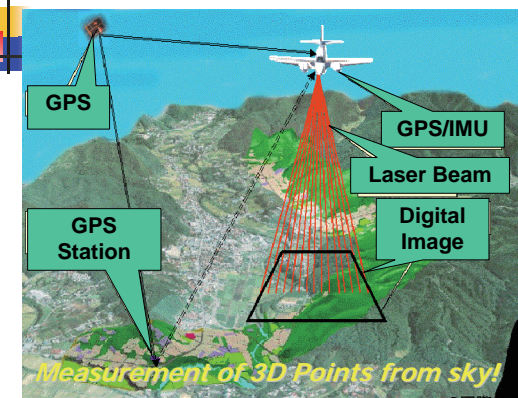 GPS
GPS/IMU
Laser Beam
Digital
Image
GPS
Station
Measurement of 3D Points from sky!